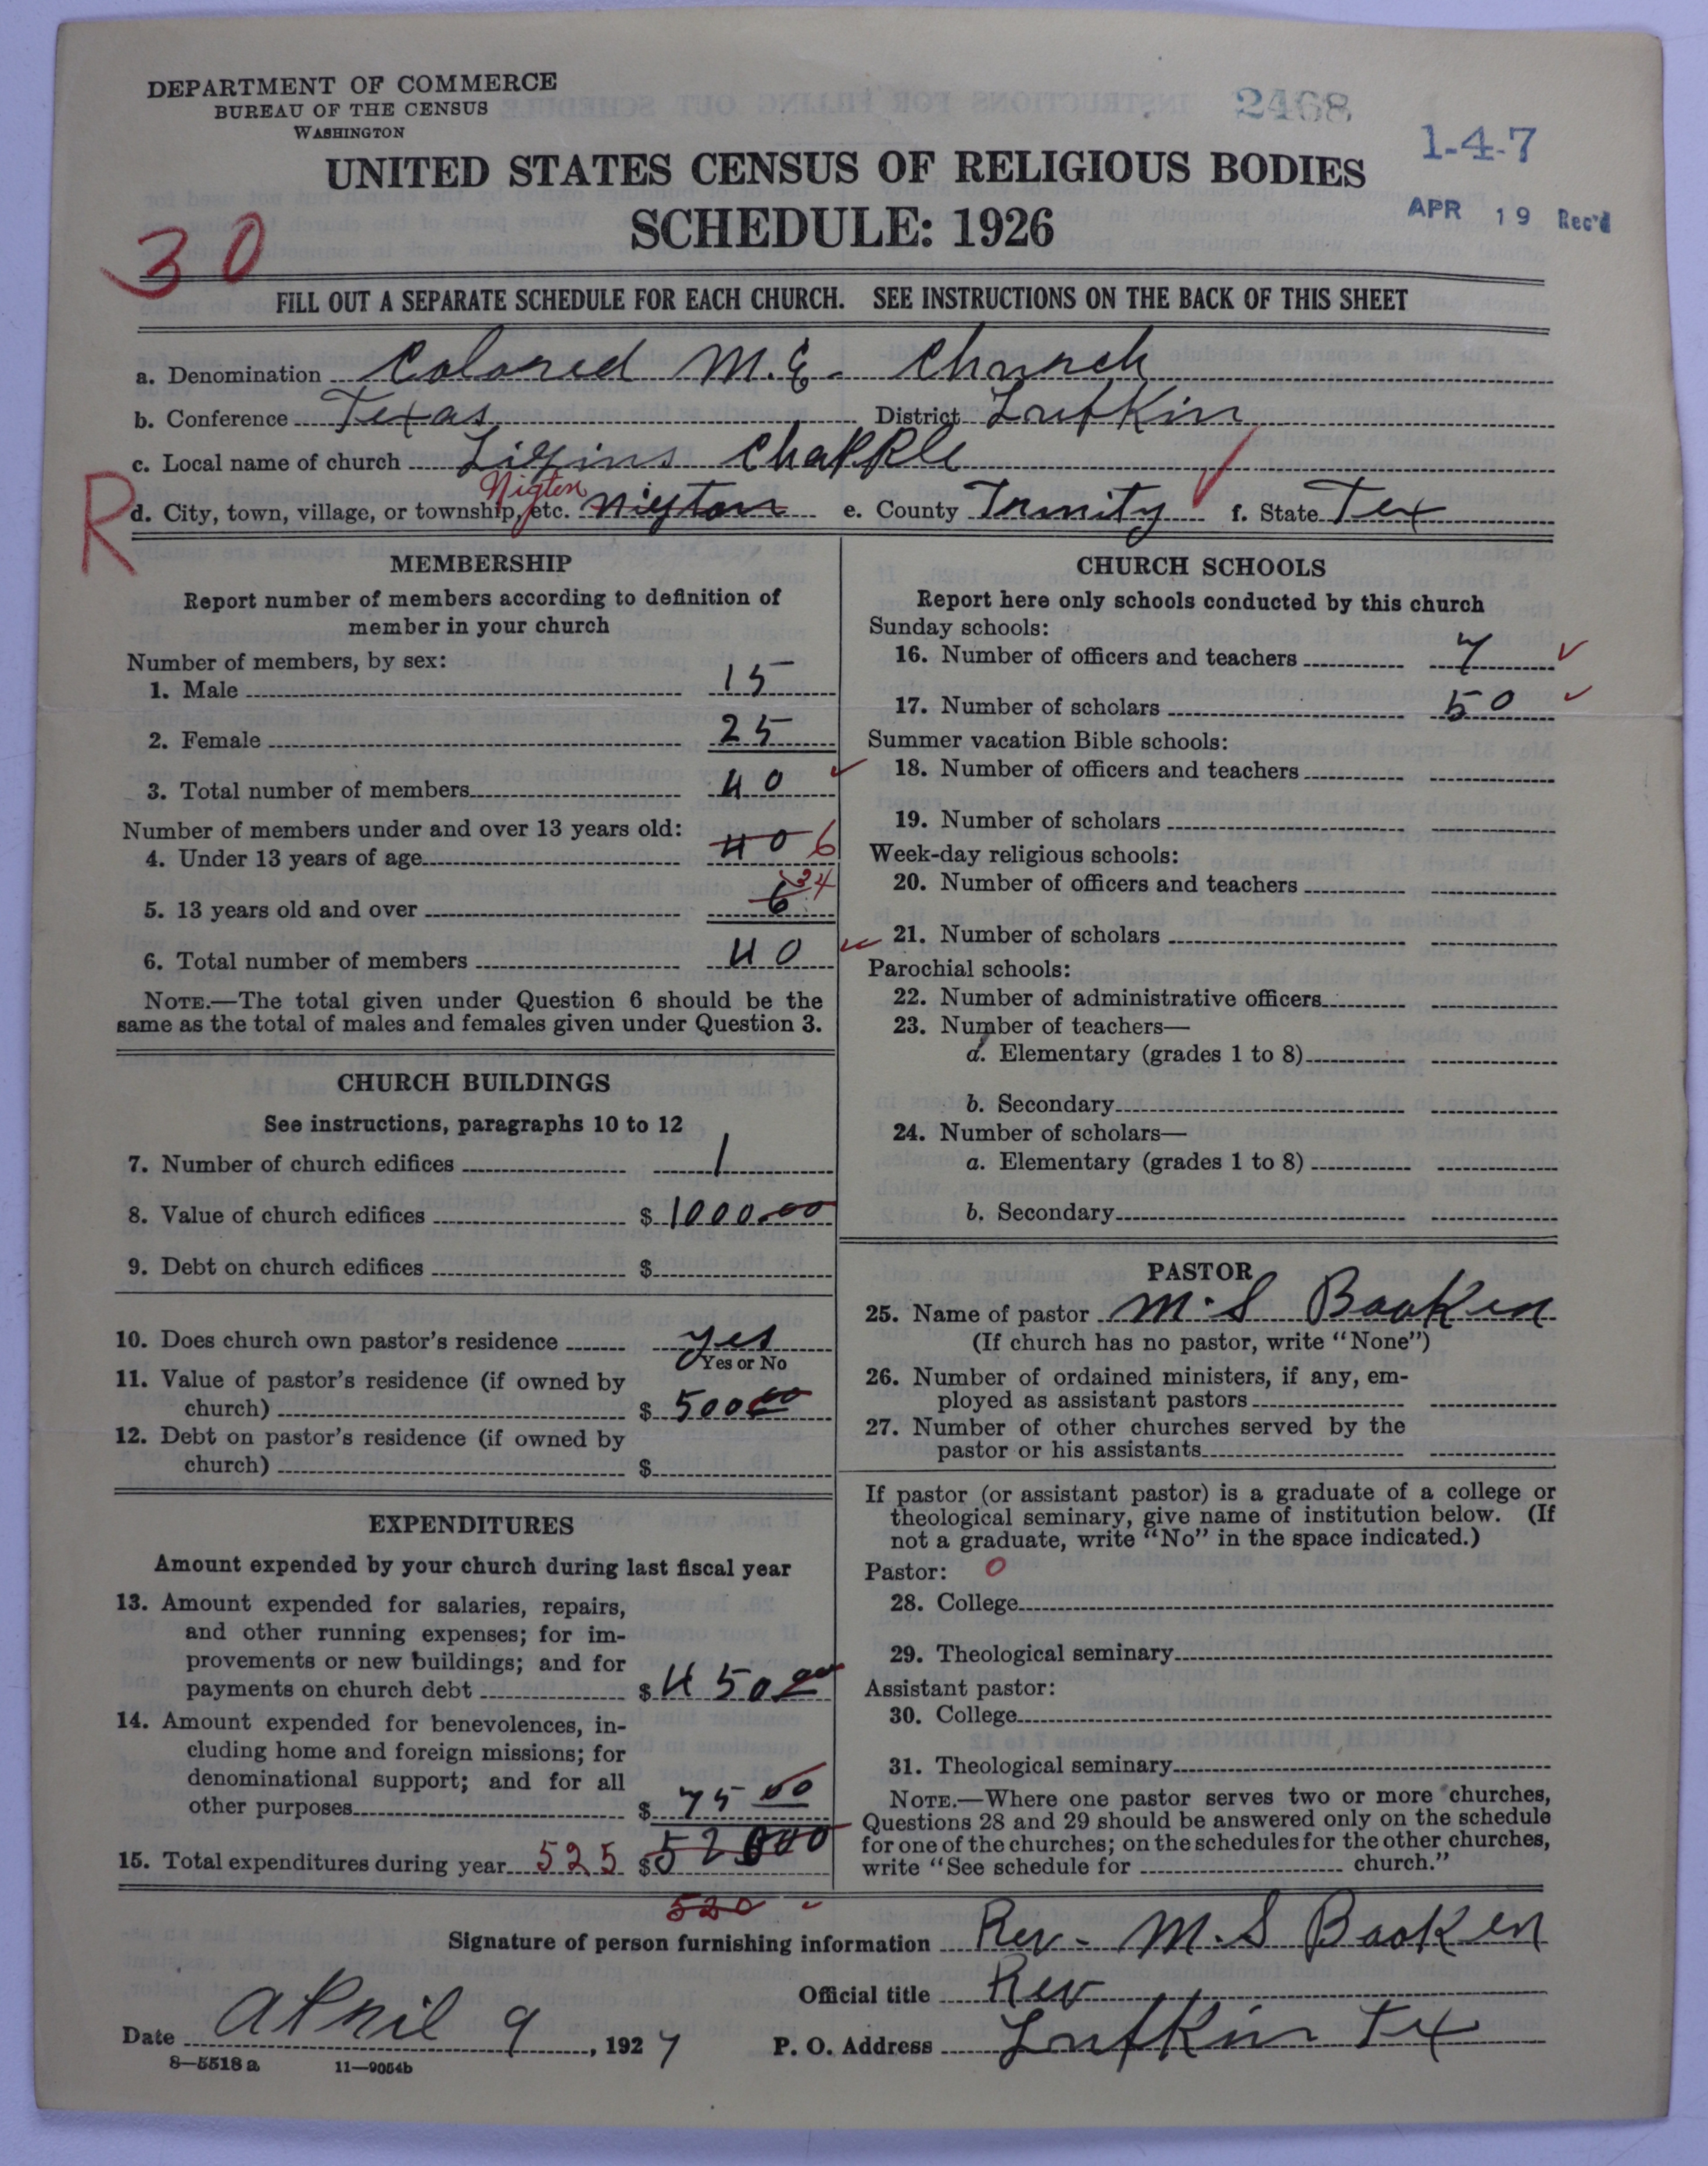 DEPARTMENT OF COMMERCE
BUREAU OF THE CENSUS
WASHINGTON
2468
1-4-7
UNITED STATES CENSUS OF RELIGIOUS BODIES
SCHEDULE: 1926
APR 19 Rec'd
30
FILL OUT A SEPARATE SCHEDULE FOR EACH CHURCH. SEE INSTRUCTIONS ON THE BACK OF THIS SHEET
a. Denomination Colored M.E. Church
b. Conference Texas District Lufkin
c. Local name of church Ligins Chapple
Nigton
R d. City, town, village, or township, etc. Nigton e. County Trinity f. State Tex
MEMBERSHIP
Report number of members according to definition of
member in your church
Number of members, by sex:
1. Male 15
2. Female 25
3. Total number of members 40
Number of members under and over 13 years old:
4. Under 13 years of age 40 6
5. 13 years old and over 6 34
6. Total number of members 40
NOTE.—The total given under Question 6 should be the
same as the total of males and females given under Question 3.
CHURCH BUILDINGS
See instructions, paragraphs 10 to 12
7. Number of church edifices 1
8. Value of church edifices $ 1000.00
9. Debt on church edifices $
10. Does church own pastor's residence yes
Yes or No
11. Value of pastor's residence (if owned by
church) $ 500 00
12. Debt on pastor's residence (if owned by
church) $
EXPENDITURES
Amount expended by your church during last fiscal year
13. Amount expended for salaries, repairs,
and other running expenses; for im-
provements or new buildings; and for
payments on church debt $ 450 00
14. Amount expended for benevolences, in-
cluding home and foreign missions; for
denominational support; and for all
other purposes $ 75 00
15. Total expenditures during year 525 $ 520 00
520
CHURCH SCHOOLS
Report here only schools conducted by this church
Sunday schools:
16. Number of officers and teachers 7
17. Number of scholars 50
Summer vacation Bible schools:
18. Number of officers and teachers
19. Number of scholars
Week-day religious schools:
20. Number of officers and teachers
21. Number of scholars
Parochial schools:
22. Number of administrative officers
23. Number of teachers—
a. Elementary (grades 1 to 8)
b. Secondary
24. Number of scholars—
a. Elementary (grades 1 to 8)
b. Secondary
PASTOR
25. Name of pastor M.S Booken
(If church has no pastor, write "None")
26. Number of ordained ministers, if any, em-
ployed as assistant pastors
27. Number of other churches served by the
pastor or his assistants
If pastor (or assistant pastor) is a graduate of a college or
theological seminary, give name of institution below. (If
not a graduate, write "No" in the space indicated.)
Pastor: 0
28. College
29. Theological seminary
Assistant pastor:
30. College
31. Theological seminary
NOTE.—Where one pastor serves two or more churches,
Questions 28 and 29 should be answered only on the schedule
for one of the churches; on the schedules for the other churches,
write "See schedule for church."
Signature of person furnishing information Rev. M.S Booken
Official title Rev
Date April 9, 1927 P. O. Address Lufkin Tex
8—5518 a 11—9054b